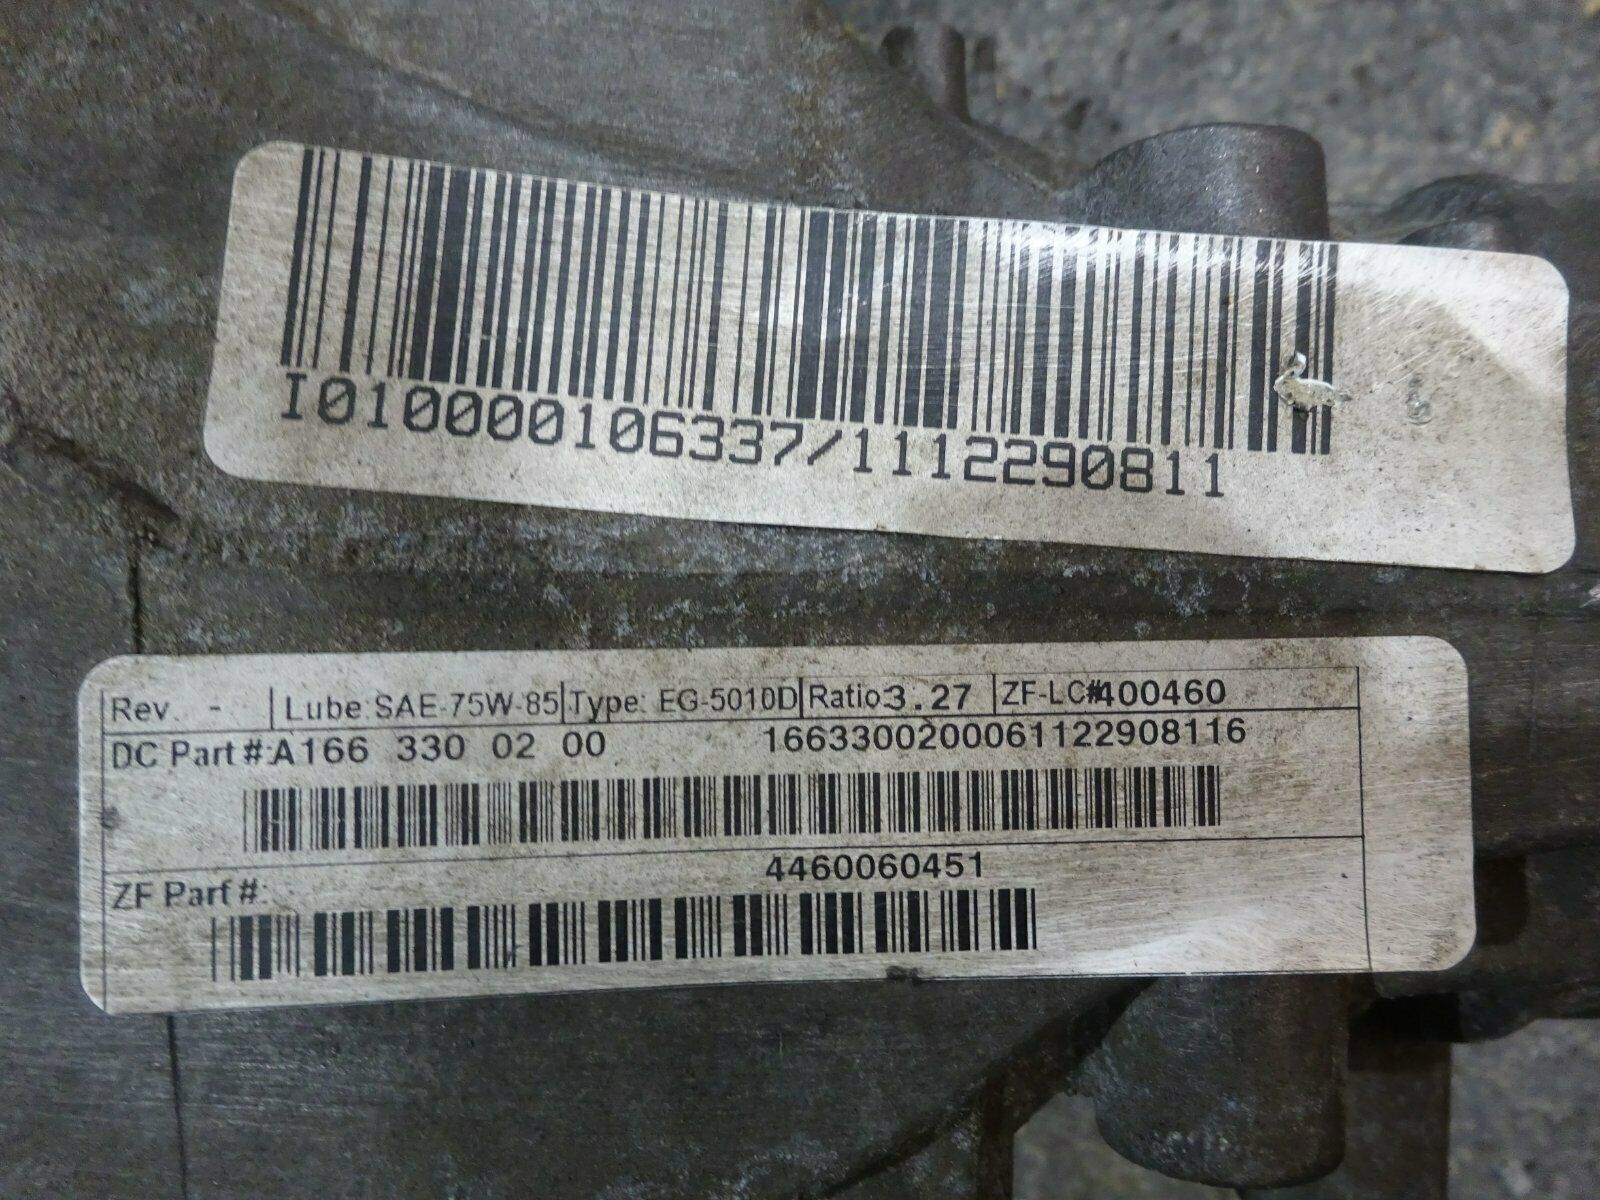 I010000106337/1112290811
Rev. - Lube: SAE-75W-85 Type: EG-5010D Ratio:3.27 ZF-LC#400460
DC Part #:A166 330 02 00 1663300200061122908116
ZF Part #: 4460060451